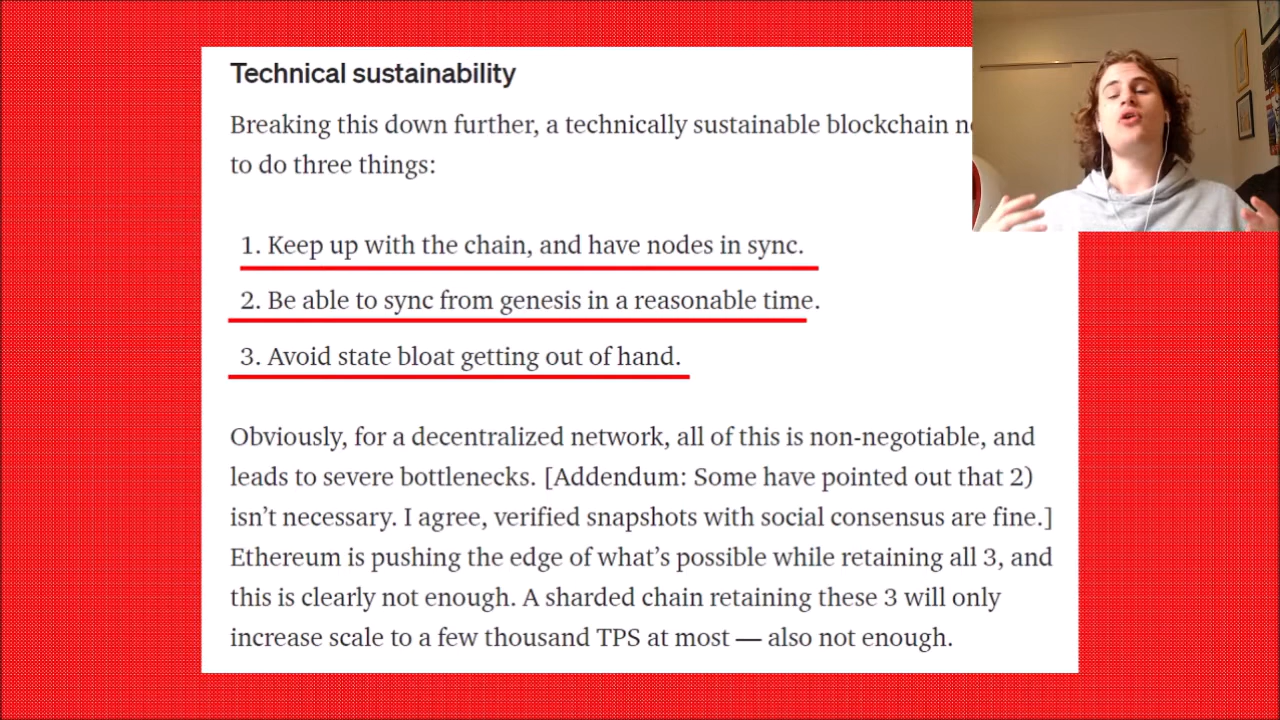 Technical sustainability
Breaking this down further, a technically sustainable blockchain
to do three things:
1. Keep up with the chain, and have nodes in sync.
2. Be able to sync from genesis in a reasonable time.
3. Avoid state bloat getting out of hand.
Obviously, for a decentralized network, all of this is non-negotiable, and
leads to severe bottlenecks. [Addendum: Some have pointed out that 2)
isn’t necessary. I agree, verified snapshots with social consensus are fine.]
Ethereum is pushing the edge of what’s possible while retaining all 3, and
this is clearly not enough. A sharded chain retaining these 3 will only
increase scale to a few thousand TPS at most — also not enough.